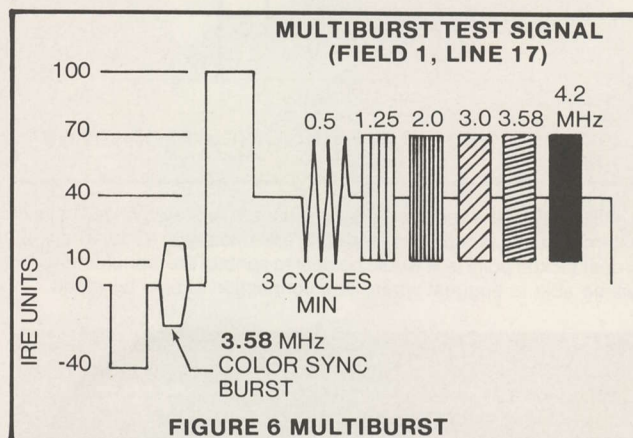 MULTIBURST TEST SIGNAL
(FIELD 1, LINE 17)
4.2
MHz
0.5 1.25 2.0 3.0 3.58
100
70
40
10
0
-40
IRE UNITS
3 CYCLES
MIN
3.58 MHz
COLOR SYNC
BURST
FIGURE 6 MULTIBURST